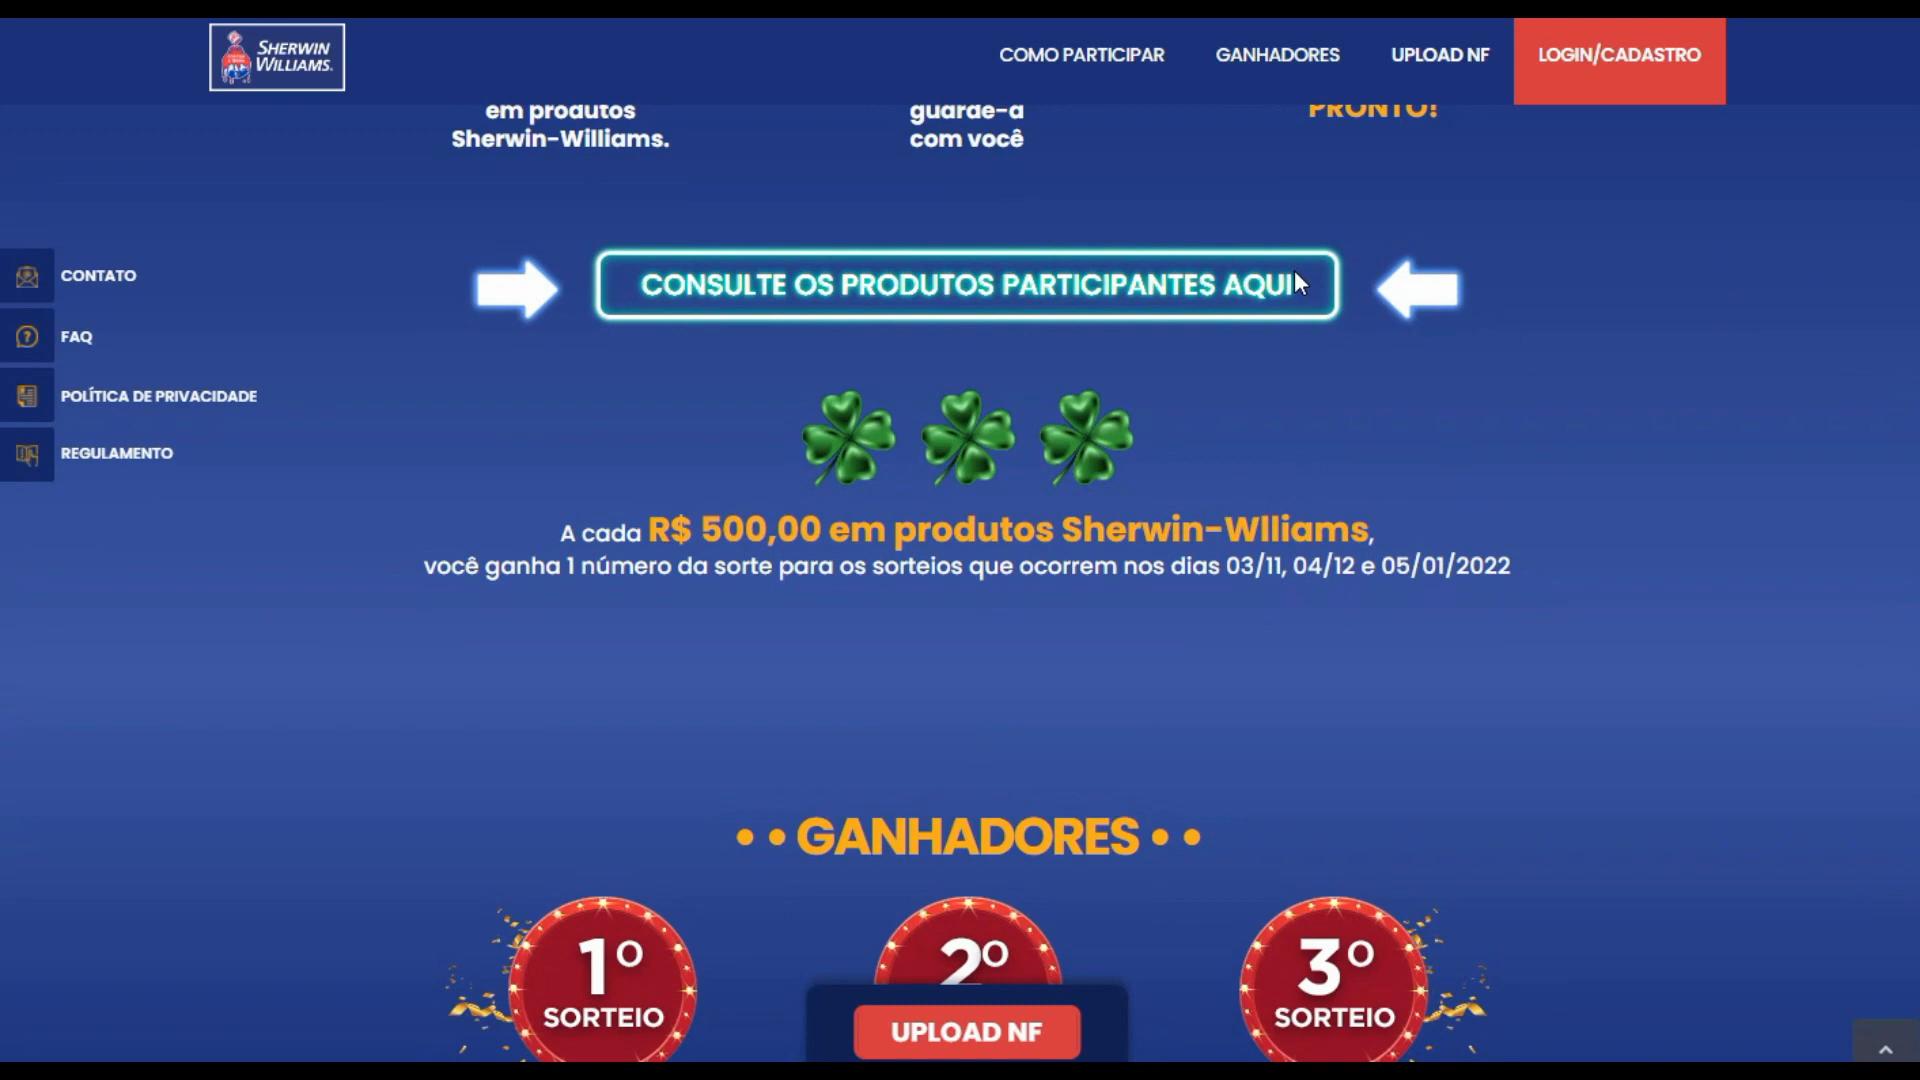 SHERWIN
WILLIAMS.
COMO PARTICIPAR
GANHADORES
UPLOAD NF
LOGIN/CADASTRO
em produtos
Sherwin-Williams.
guarde-a
com você
PRONTO!
CONTATO
FAQ
POLÍTICA DE PRIVACIDADE
REGULAMENTO
CONSULTE OS PRODUTOS PARTICIPANTES AQUI
A cada R$ 500,00 em produtos Sherwin-Wlliams,
você ganha 1 número da sorte para os sorteios que ocorrem nos dias 03/11, 04/12 e 05/01/2022
• • GANHADORES • •
1º
SORTEIO
2º
3º
SORTEIO
UPLOAD NF